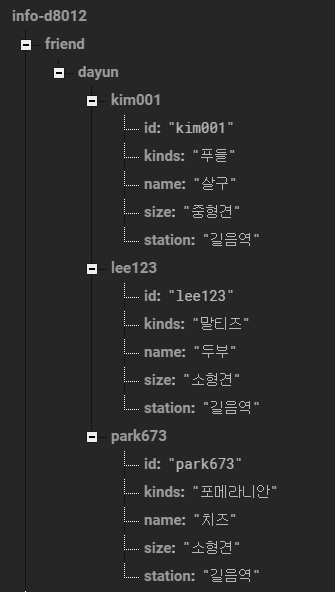 info-d8012
friend
dayun
kim001
id: "kim001"
kinds: "푸들"
name: "살구"
size: "중형견"
station: "길음역"
lee123
id: "lee123"
kinds: "말티즈"
name: "두부"
size: "소형견"
station: "길음역"
park673
id: "park673"
kinds: "포메라니안"
name: "치즈"
size: "소형견"
station: "길음역"